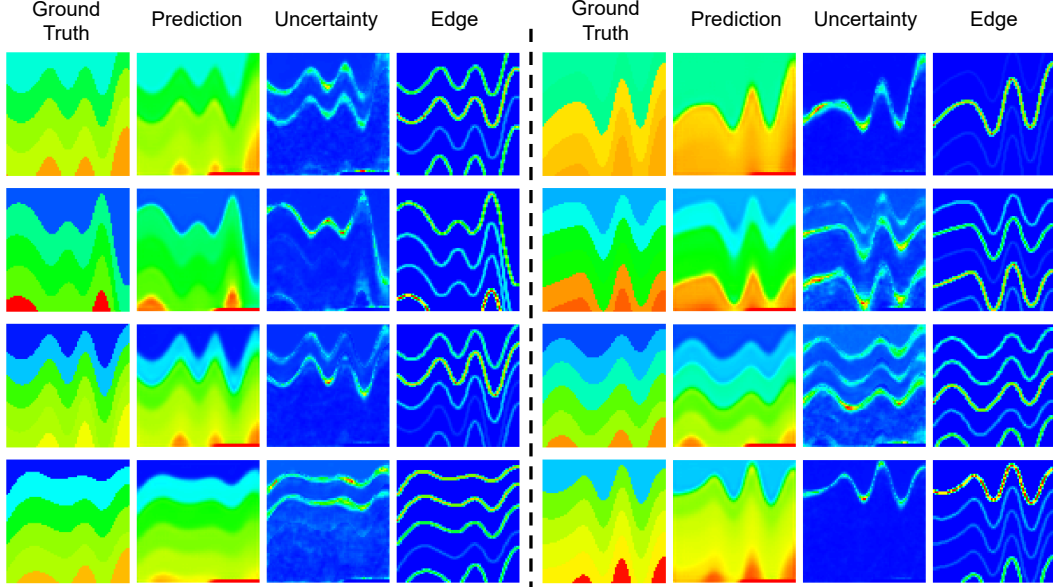 Ground
Truth
Prediction
Uncertainty
Edge
Ground
Truth
Prediction
Uncertainty
Edge